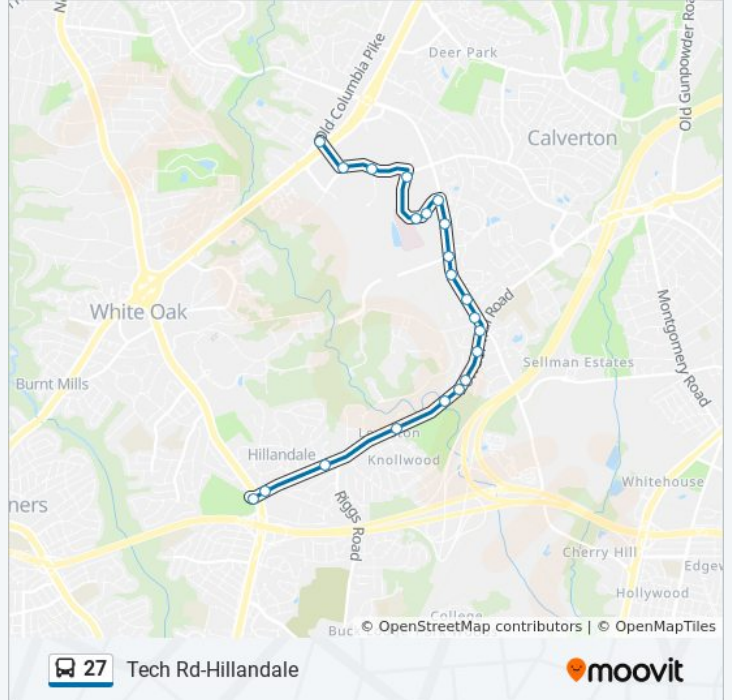 Deer Park
Old Columbia Pike
Old Gunpowder Roa
Calverton
White Oak
Road
Montgomery Road
Sellman Estates
Burnt Mills
Hillandale
Knollwood
Riggs Road
Whitehouse
ners
Cherry Hill
Edgew
Hollywood
College
Buc
© OpenStreetMap contributors | © OpenMapTiles
27 Tech Rd-Hillandale
moovit